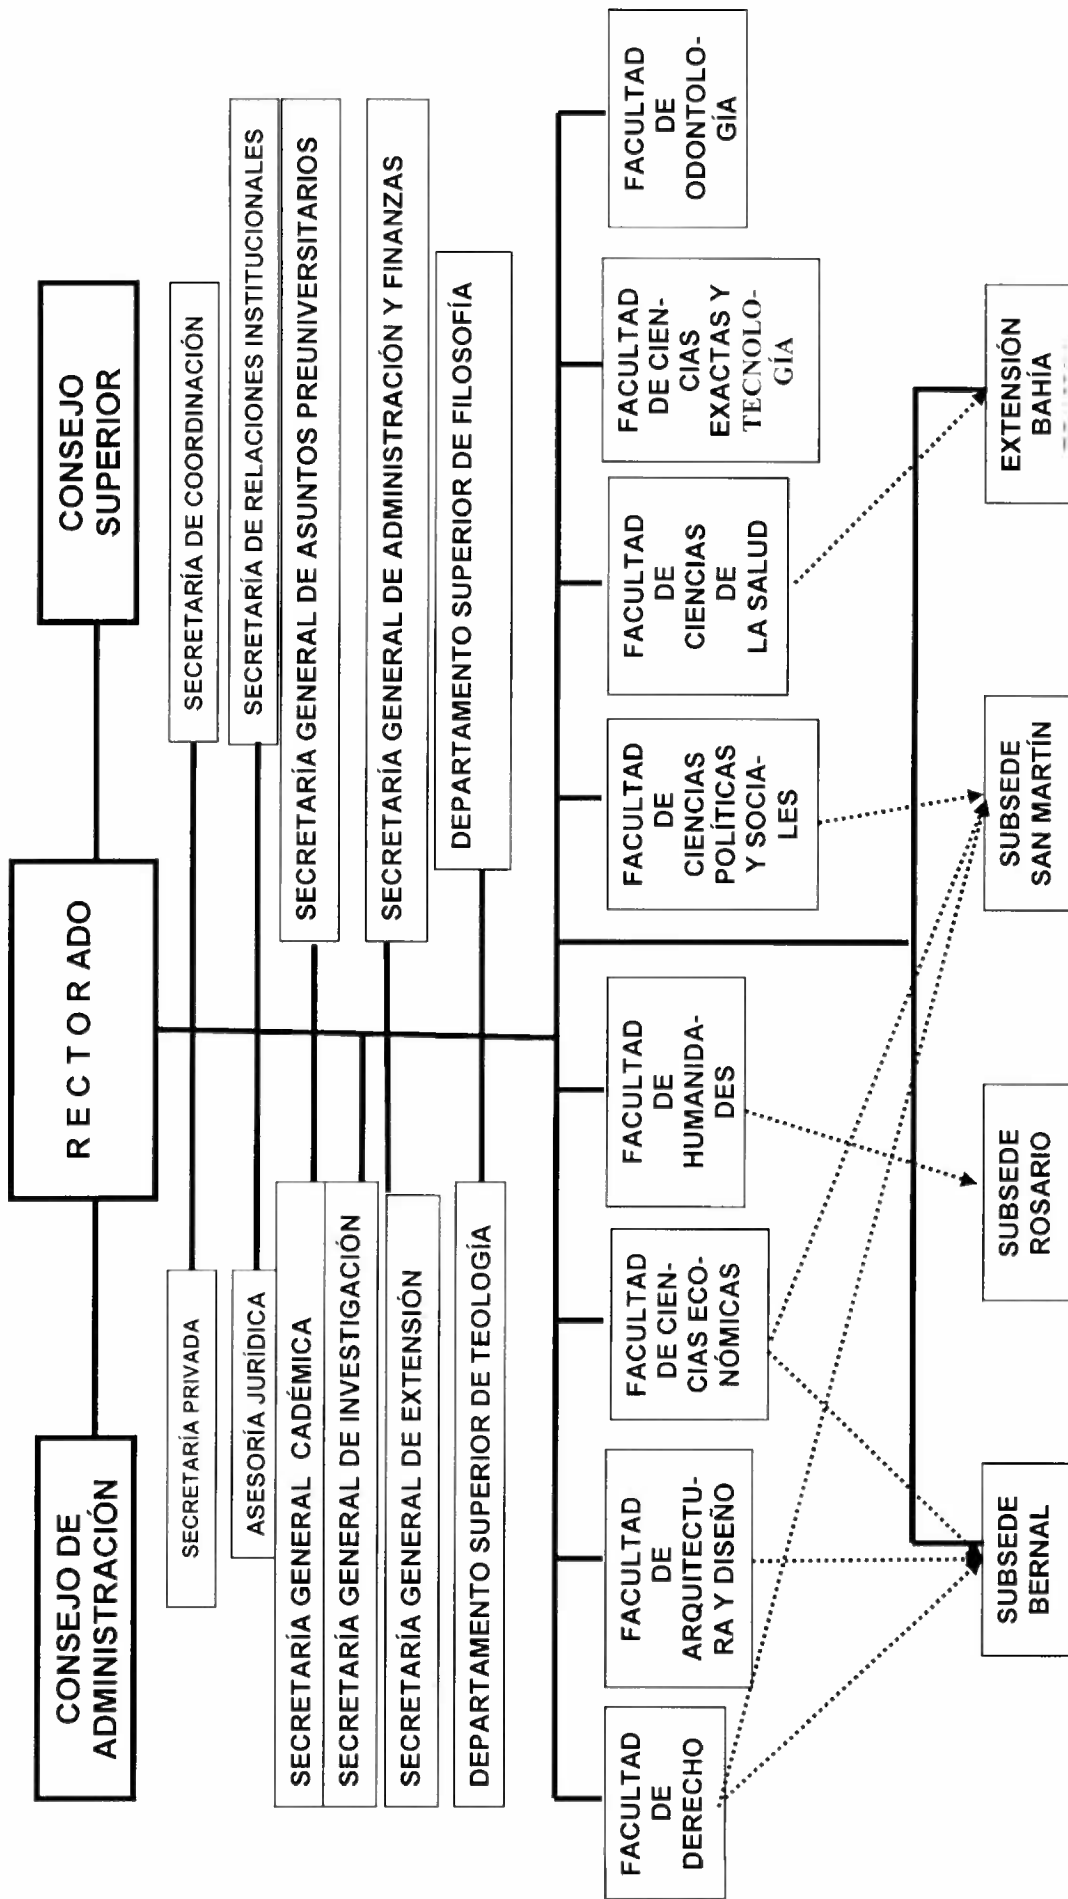 CONSEJO DE
ADMINISTRACIÓN
R E C T O R ADO
CONSEJO
SUPERIOR
SECRETARÍA PRIVADA
SECRETARÍA DE COORDINACIÓN
ASESORÍA JURÍDICA
SECRETARÍA DE RELACIONES INSTITUCIONALES
SECRETARÍA GENERAL CADÉMICA
SECRETARÍA GENERAL DE ASUNTOS PREUNIVERSITARIOS
SECRETARÍA GENERAL DE INVESTIGACIÓN
SECRETARÍA GENERAL DE EXTENSIÓN
SECRETARÍA GENERAL DE ADMINISTRACIÓN Y FINANZAS
DEPARTAMENTO SUPERIOR DE TEOLOGÍA
DEPARTAMENTO SUPERIOR DE FILOSOFÍA
FACULTAD
DE
DERECHO
FACULTAD
DE
ARQUITECTU-
RA Y DISEÑO
FACULTAD
DE CIEN-
CIAS ECO-
NÓMICAS
FACULTAD
DE
HUMANIDA-
DES
FACULTAD
DE
CIENCIAS
POLÍTICAS
Y SOCIA-
LES
FACULTAD
DE
CIENCIAS
DE
LA SALUD
FACULTAD
DE CIEN-
CIAS
EXACTAS Y
TECNOLO-
GÍA
FACULTAD
DE
ODONTOLO-
GÍA
SUBSEDE
BERNAL
SUBSEDE
ROSARIO
SUBSEDE
SAN MARTÍN
EXTENSIÓN
BAHÍA